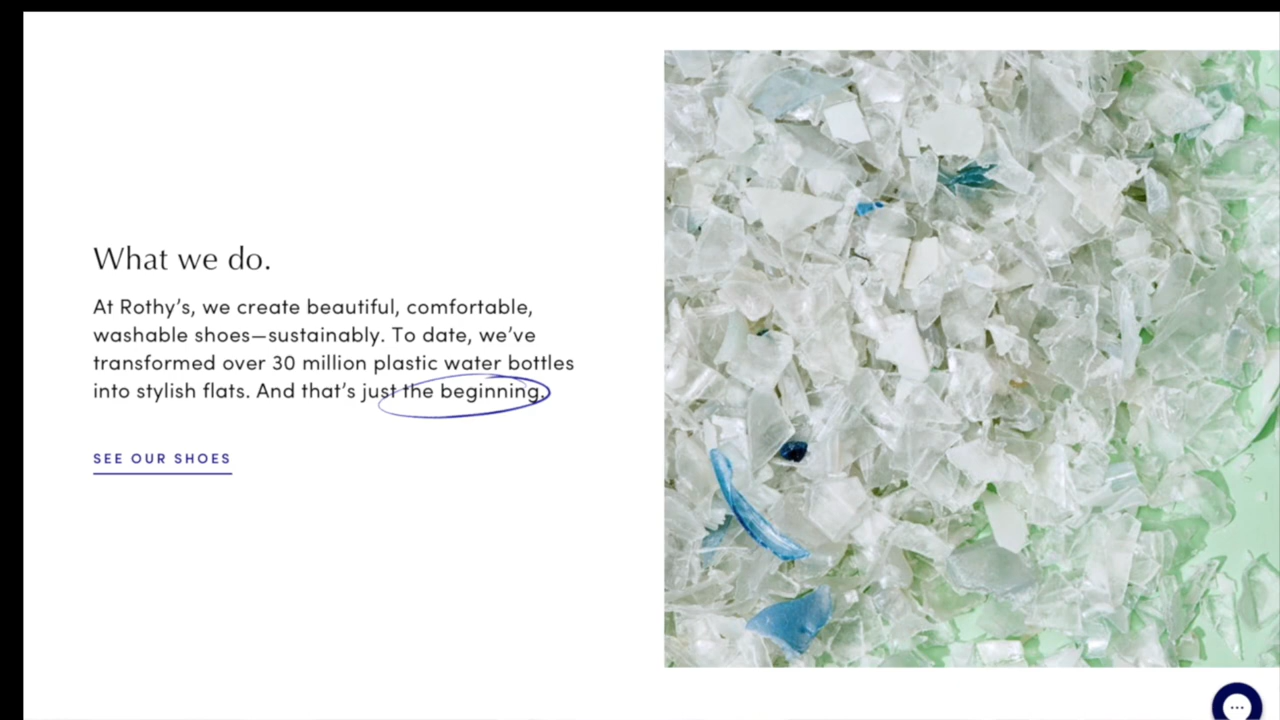 What we do.
At Rothy’s, we create beautiful, comfortable,
washable shoes—sustainably. To date, we’ve
transformed over 30 million plastic water bottles
into stylish flats. And that’s just the beginning.
SEE OUR SHOES